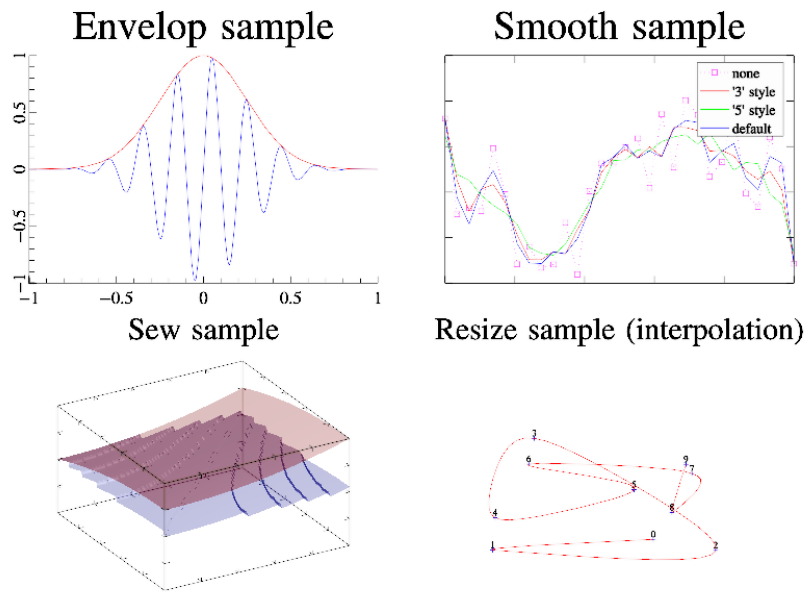 Envelop sample
Smooth sample
1
0.5
0
−0.5
−1
−1
−0.5
0
0.5
1
none
'3' style
'5' style
default
Sew sample
Resize sample (interpolation)
3
6
9
7
5
4
8
0
1
2